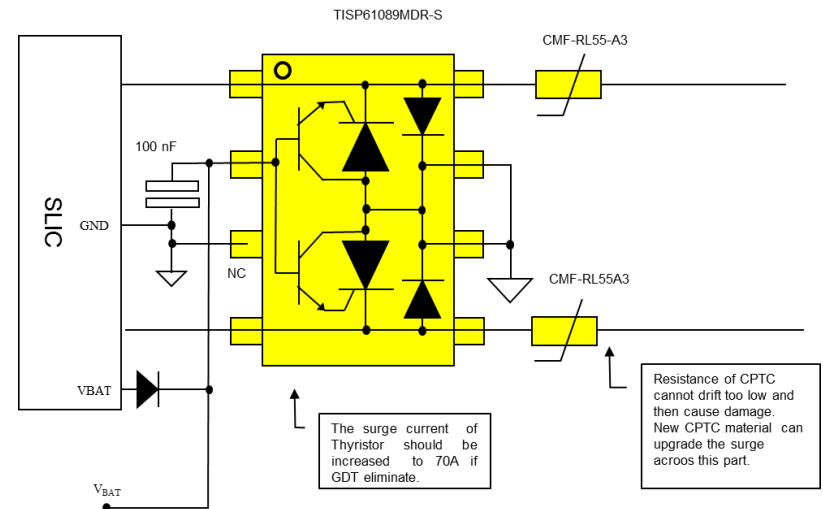 TISP61089MDR-S
CMF-RL55-A3
100 nF
SLIC
GND
NC
CMF-RL55A3
VBAT
Resistance of CPTC
cannot drift too low and
then cause damage.
New CPTC material can
upgrade the surge
acroos this part.
The surge current of
Thyristor should be
increased to 70A if
GDT eliminate.
VBAT